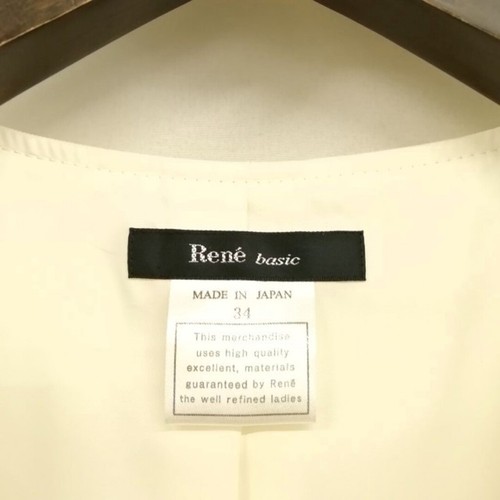 René basic
MADE IN JAPAN
34
This merchandise
uses high quality
excellent, materials
guaranteed by René
the well refined ladies